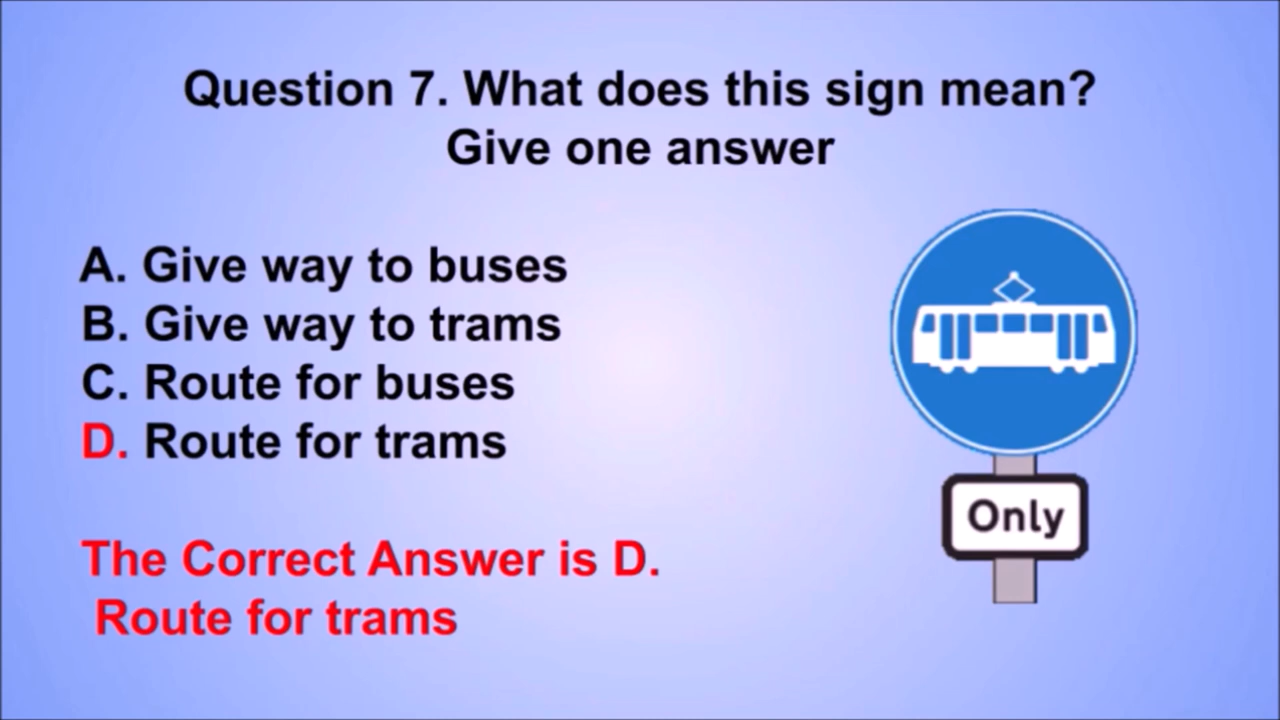 Question 7. What does this sign mean?
Give one answer
A. Give way to buses
B. Give way to trams
C. Route for buses
D. Route for trams
The Correct Answer is D.
Route for trams
Only